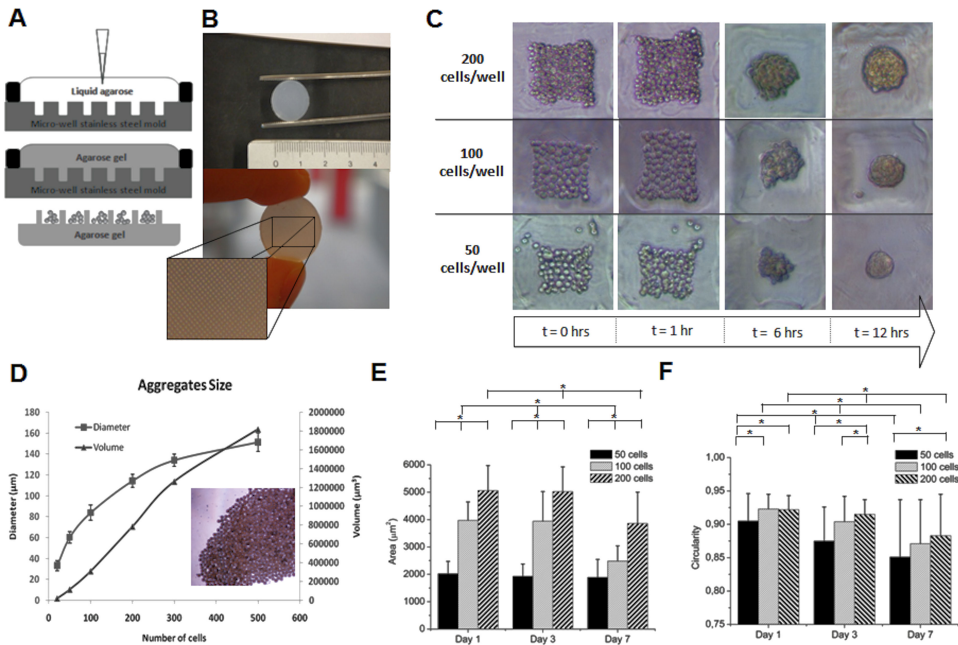 A
Liquid agarose
Micro-well stainless steel mold
Agarose gel
Micro-well stainless steel mold
Agarose gel
B
0 1 2 3 4 5
C
200
cells/well
100
cells/well
50
cells/well
t = 0 hrs
t = 1 hr
t = 6 hrs
t = 12 hrs
D
Aggregates Size
Diameter
Volume
Diameter (µm)
180
160
140
120
100
80
60
40
20
0
Volume (µm³)
2000000
1800000
1600000
1400000
1200000
1000000
800000
600000
400000
200000
0
0 100 200 300 400 500 600
Number of cells
E
* * * * * *
50 cells
100 cells
200 cells
Area (µm²)
6000
5000
4000
3000
2000
1000
0
Day 1 Day 3 Day 7
F
* * * * * * * *
50 cells
100 cells
200 cells
Circularity
1,00
0,95
0,90
0,85
0,80
0,75
Day 1 Day 3 Day 7